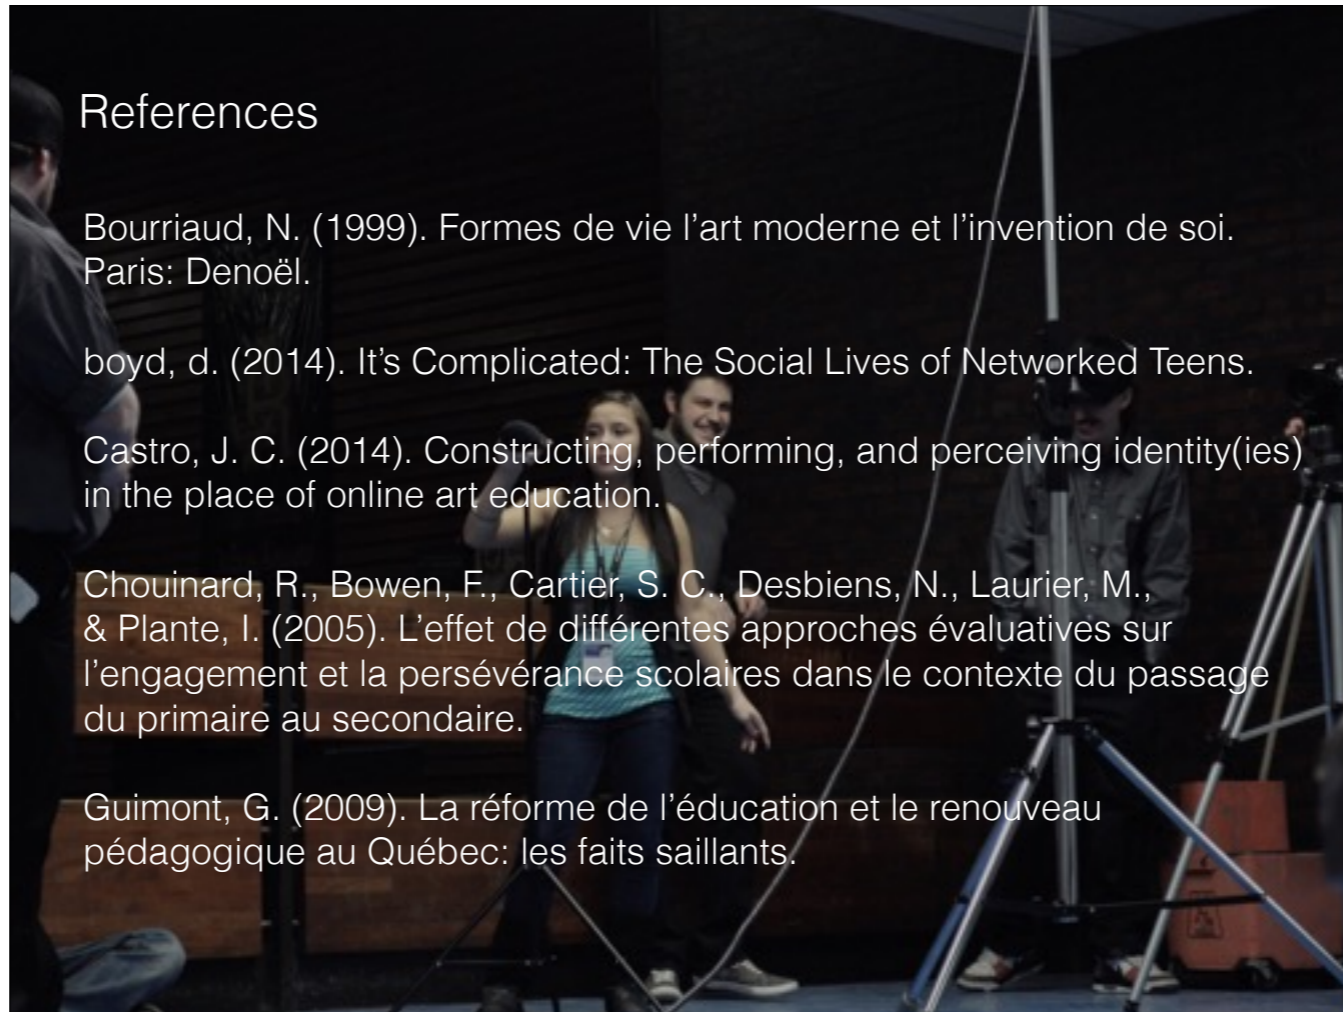 References
Bourriaud, N. (1999). Formes de vie l’art moderne et l’invention de soi.
Paris: Denoël.
boyd, d. (2014). It’s Complicated: The Social Lives of Networked Teens.
Castro, J. C. (2014). Constructing, performing, and perceiving identity(ies)
in the place of online art education.
Chouinard, R., Bowen, F., Cartier, S. C., Desbiens, N., Laurier, M.,
& Plante, I. (2005). L’effet de différentes approches évaluatives sur
l’engagement et la persévérance scolaires dans le contexte du passage
du primaire au secondaire.
Guimont, G. (2009). La réforme de l’éducation et le renouveau
pédagogique au Québec: les faits saillants.